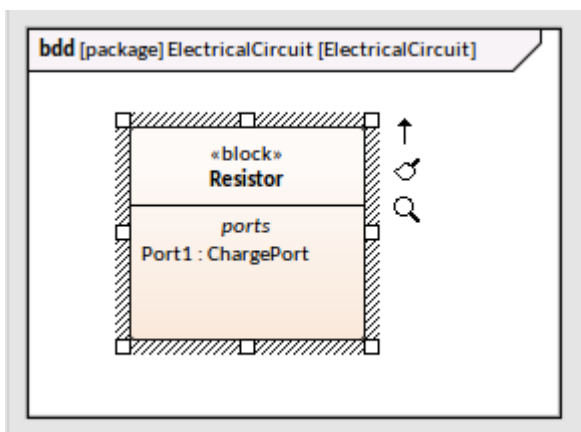 bdd [package] ElectricalCircuit [ElectricalCircuit]
«block»
Resistor
ports
Port1 : ChargePort